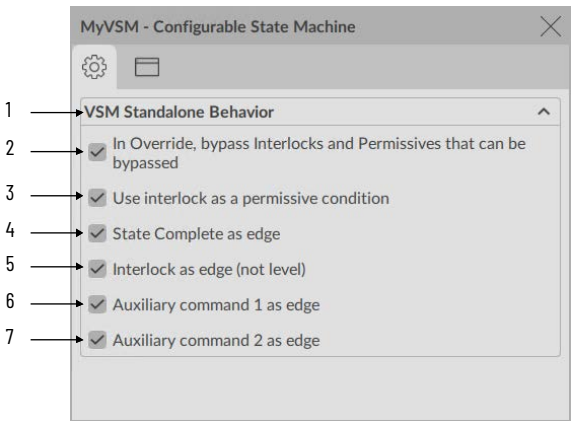 MyVSM - Configurable State Machine
1 VSM Standalone Behavior
2 In Override, bypass Interlocks and Permissives that can be
bypassed
3 Use interlock as a permissive condition
4 State Complete as edge
5 Interlock as edge (not level)
6 Auxiliary command 1 as edge
7 Auxiliary command 2 as edge